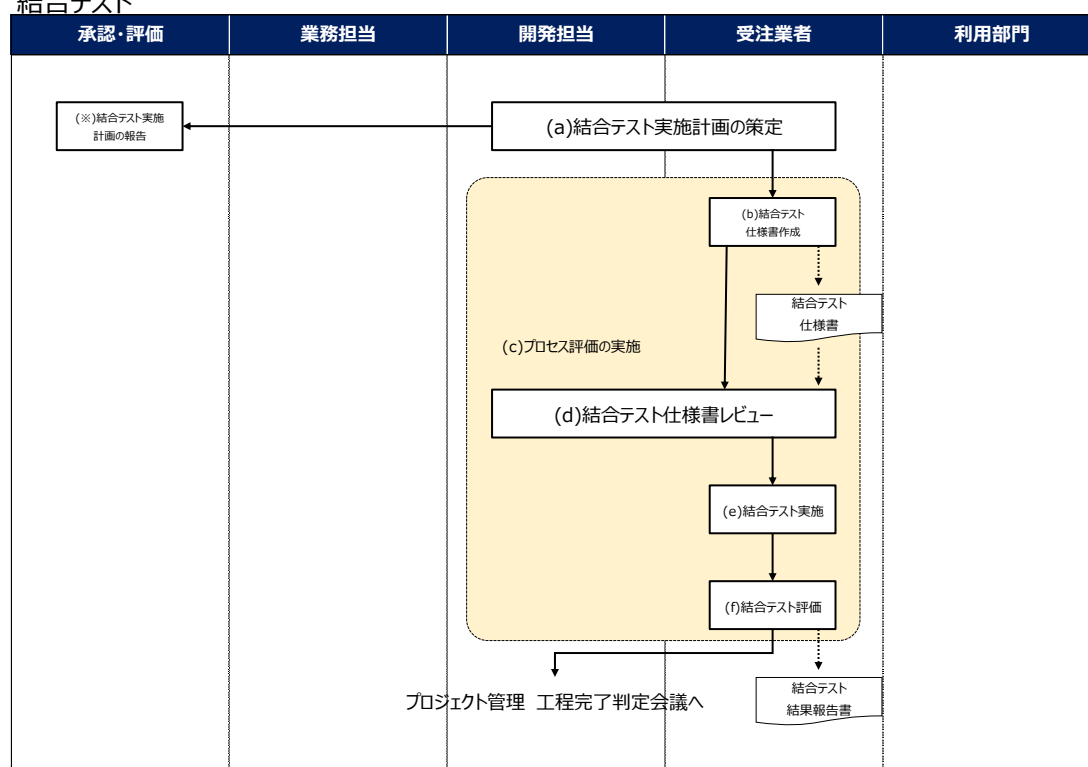 結合テスト
承認・評価
業務担当
開発担当
受注業者
利用部門
(※)結合テスト実施
計画の報告
(a)結合テスト実施計画の策定
(b)結合テスト
仕様書作成
結合テスト
仕様書
(c)プロセス評価の実施
(d)結合テスト仕様書レビュー
(e)結合テスト実施
(f)結合テスト評価
プロジェクト管理 工程完了判定会議へ
結合テスト
結果報告書